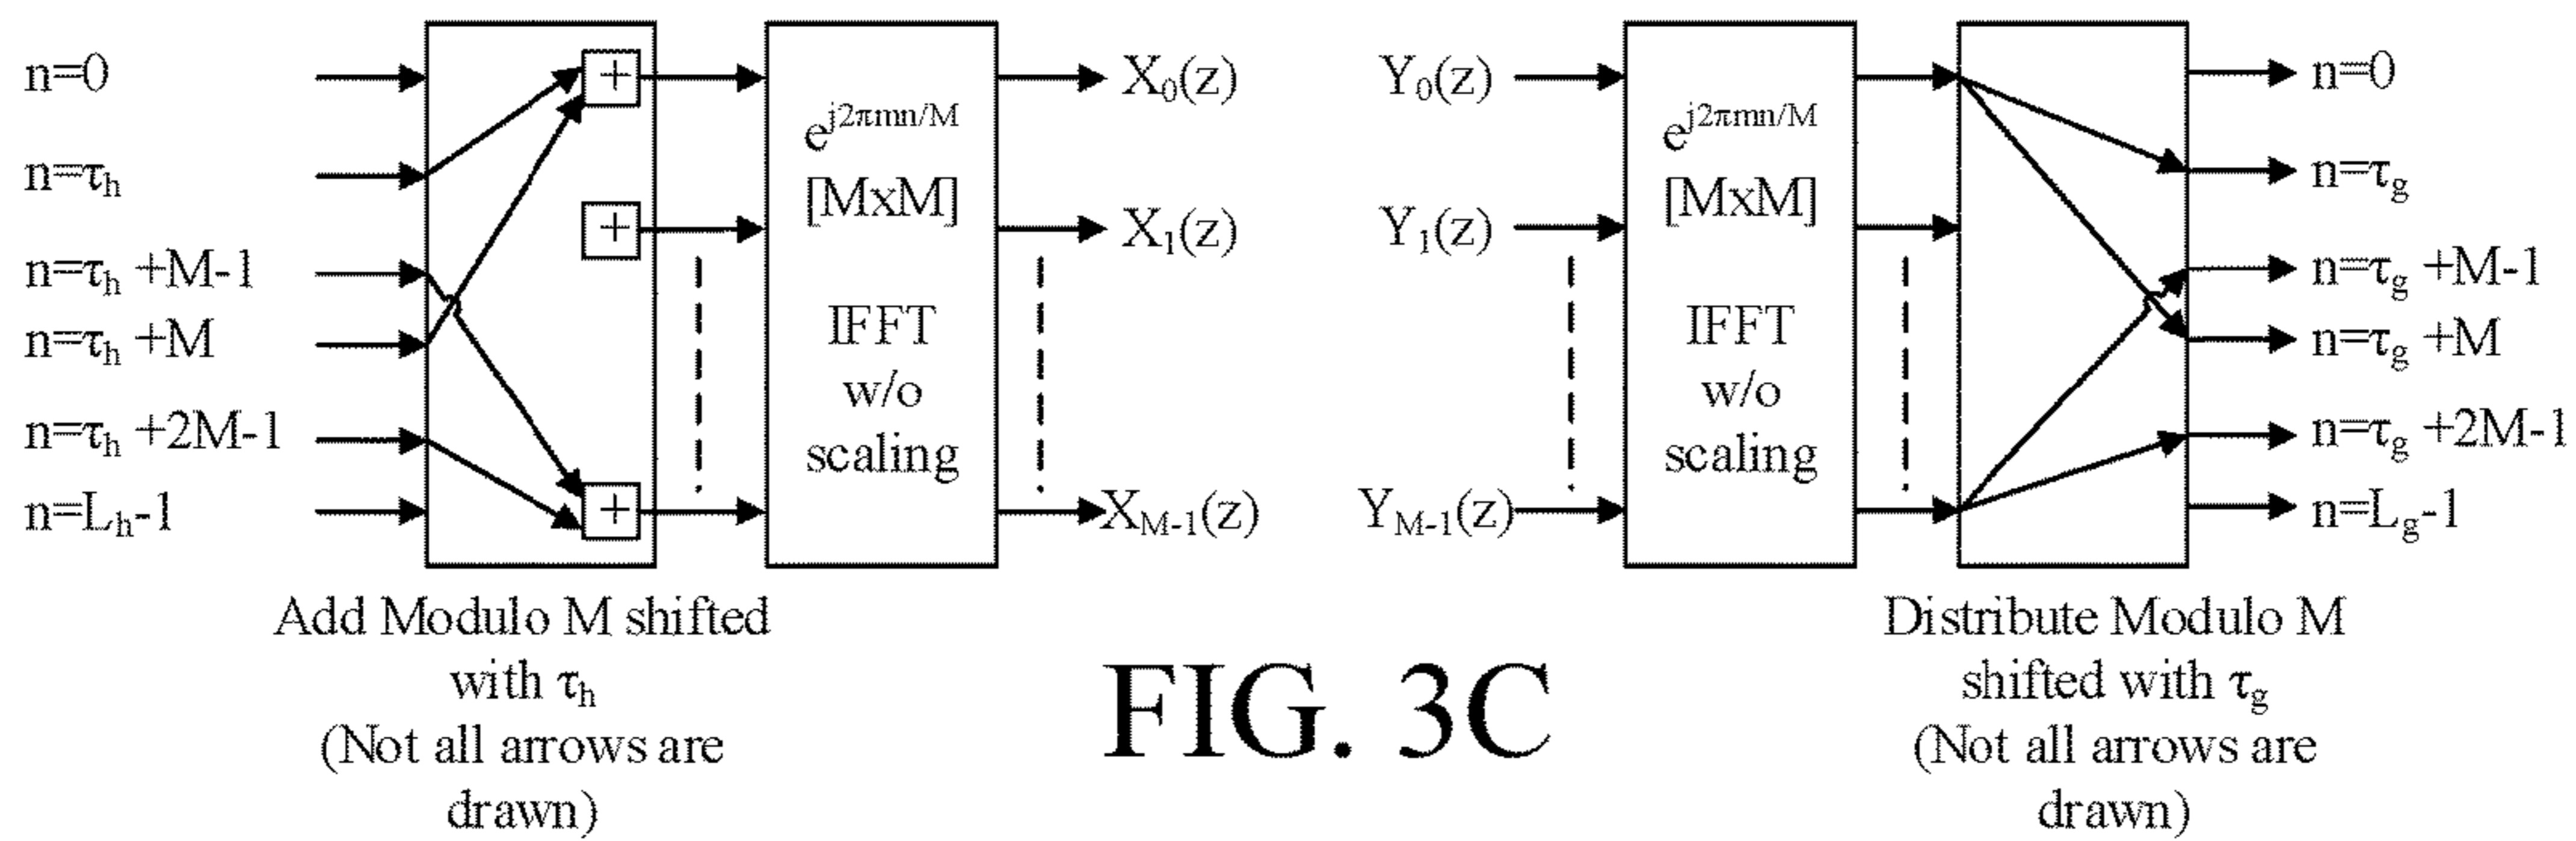 n=0
n=τh
n=τh +M-1
n=τh +M
n=τh +2M-1
n=Lh-1
+
+
+
Add Modulo M shifted
with τh
(Not all arrows are
drawn)
e^j2πmn/M
[MxM]
IFFT
w/o
scaling
X0(z)
X1(z)
XM-1(z)
Y0(z)
Y1(z)
YM-1(z)
e^j2πmn/M
[MxM]
IFFT
w/o
scaling
n=0
n=τg
n=τg +M-1
n=τg +M
n=τg +2M-1
n=Lg-1
Distribute Modulo M
shifted with τg
(Not all arrows are
drawn)
FIG. 3C